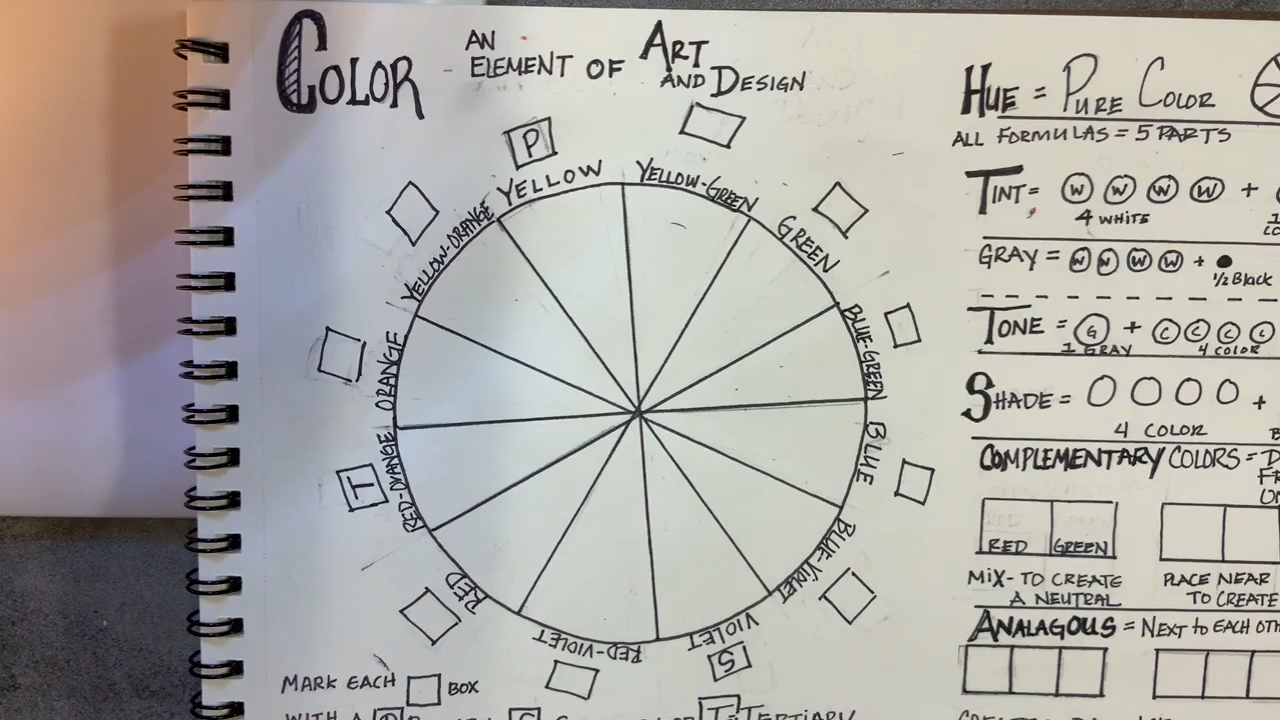 COLOR - AN ELEMENT OF ART AND DESIGN
P
YELLOW
YELLOW-GREEN
GREEN
BLUE-GREEN
BLUE
BLUE-VIOLET
VIOLET
S
RED-VIOLET
RED
RED-ORANGE
T
ORANGE
YELLOW-ORANGE
MARK EACH BOX
WITH A
T=TERTIARY
HUE = PURE COLOR
ALL FORMULAS = 5 PARTS
TINT = W W W W +
4 WHITE
GRAY = W W W W +
1/2 Black
TONE = G + C C C C
1 GRAY 4 COLOR
SHADE = O O O O +
4 COLOR
COMPLEMENTARY COLORS =
RED GREEN
MIX- TO CREATE
A NEUTRAL
PLACE NEAR
TO CREATE
ANALAGOUS = NEXT TO EACH OTH